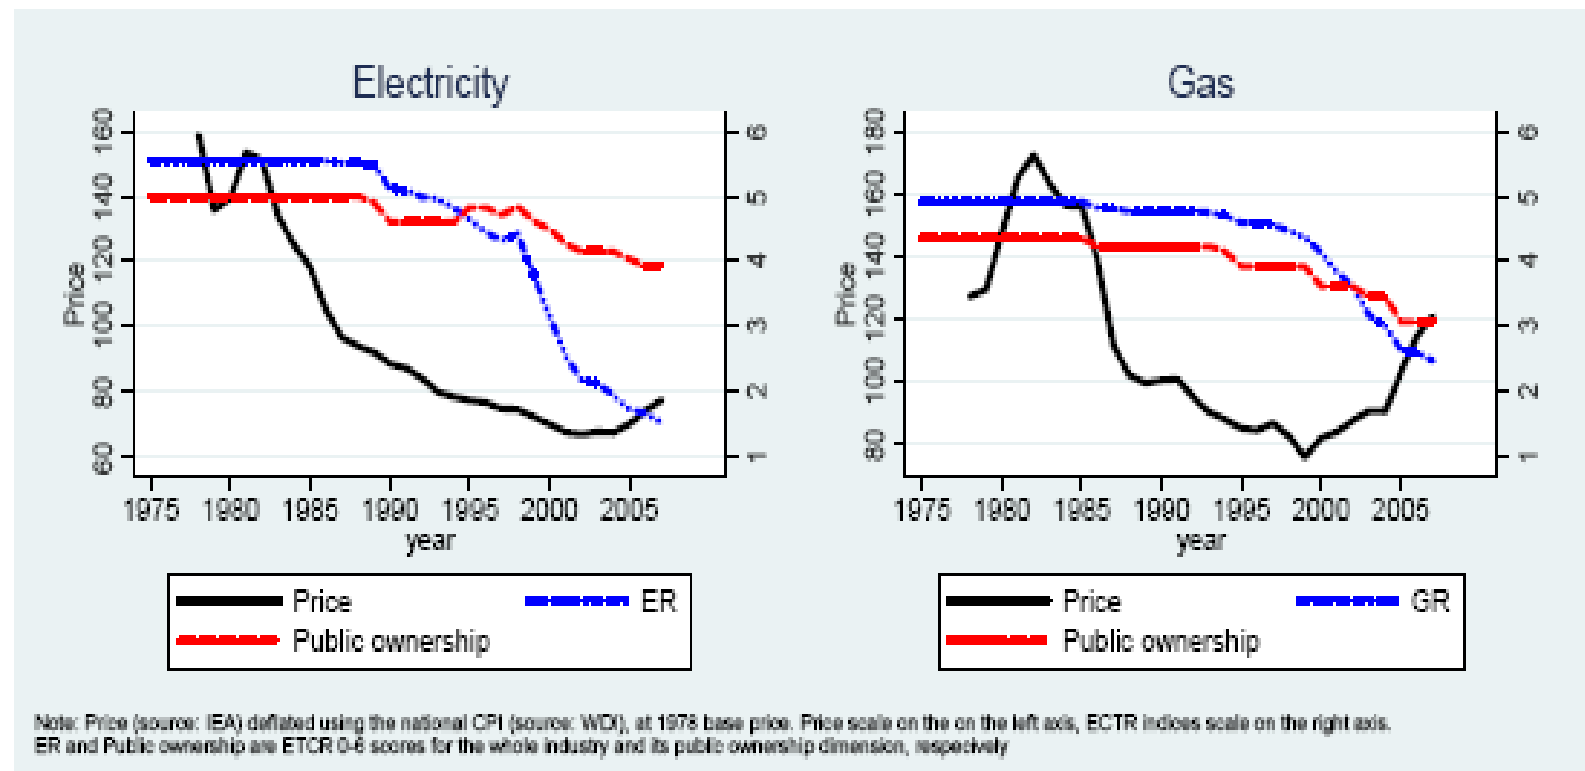 Electricity
Gas
160
140
120
100
80
60
Price
6
5
4
3
2
1
1975 1980 1985 1990 1995 2000 2005
year
180
160
140
120
100
80
Price
6
5
4
3
2
1
1975 1980 1985 1990 1995 2000 2005
year
Price ER
Public ownership
Price GR
Public ownership
Note: Price (source: IEA) deflated using the national CPI (source: WDI), at 1978 base price. Price scale on the on the left axis, ECTR indices scale on the right axis.
ER and Public ownership are ETCR 0-6 scores for the whole industry and its public ownership dimension, respecively